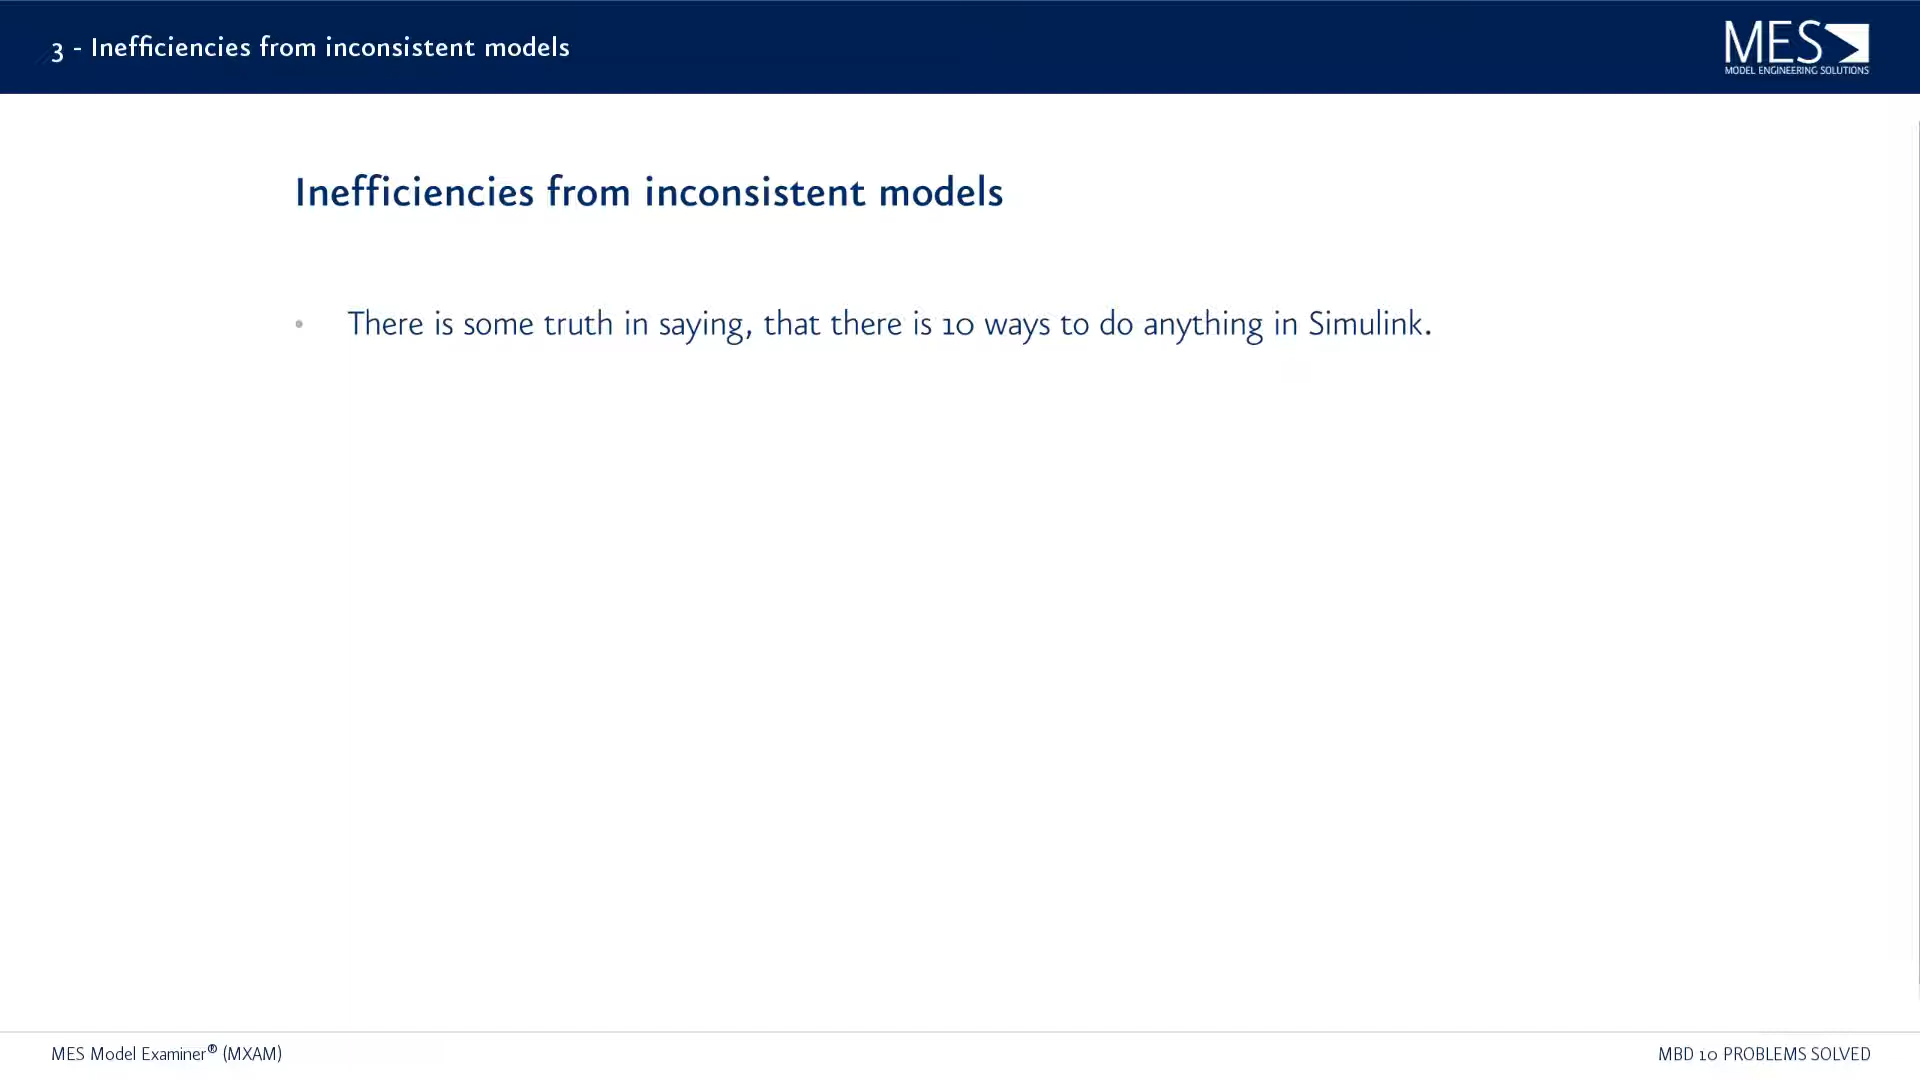 3 - Inefficiencies from inconsistent models
MES
MODEL ENGINEERING SOLUTIONS
Inefficiencies from inconsistent models
• There is some truth in saying, that there is 10 ways to do anything in Simulink.
MES Model Examiner® (MXAM)
MBD 10 PROBLEMS SOLVED